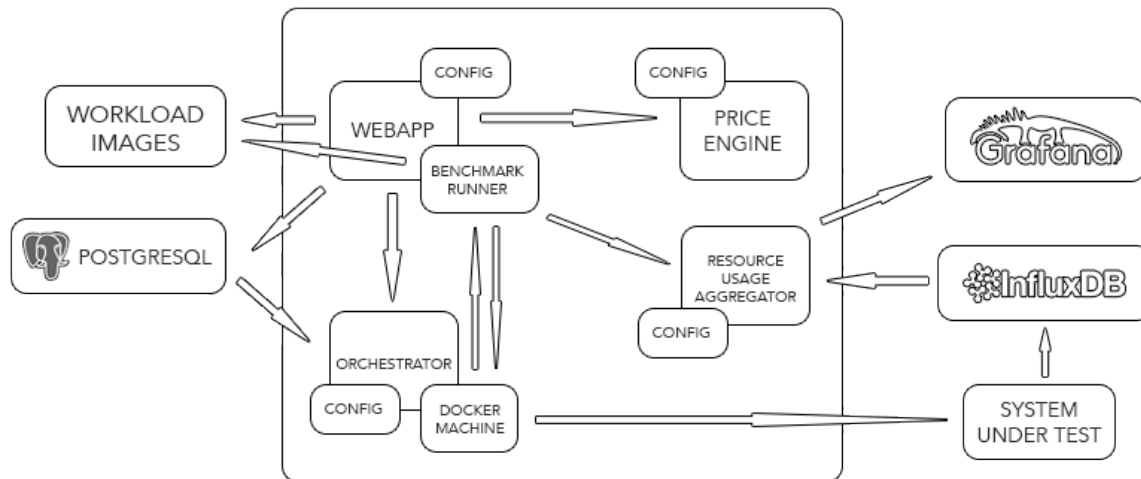 CONFIG
CONFIG
WORKLOAD
IMAGES
WEBAPP
PRICE
ENGINE
Grafana
BENCHMARK
RUNNER
POSTGRESQL
RESOURCE
USAGE
AGGREGATOR
InfluxDB
CONFIG
ORCHESTRATOR
CONFIG
DOCKER
MACHINE
SYSTEM
UNDER TEST